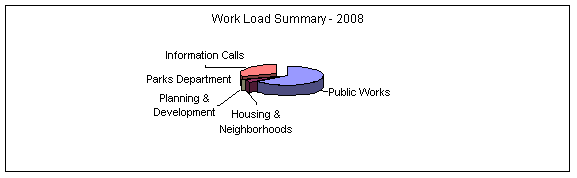 Work Load Summary - 2008
Information Calls
Parks Department
Planning &
Development
Housing &
Neighborhoods
Public Works